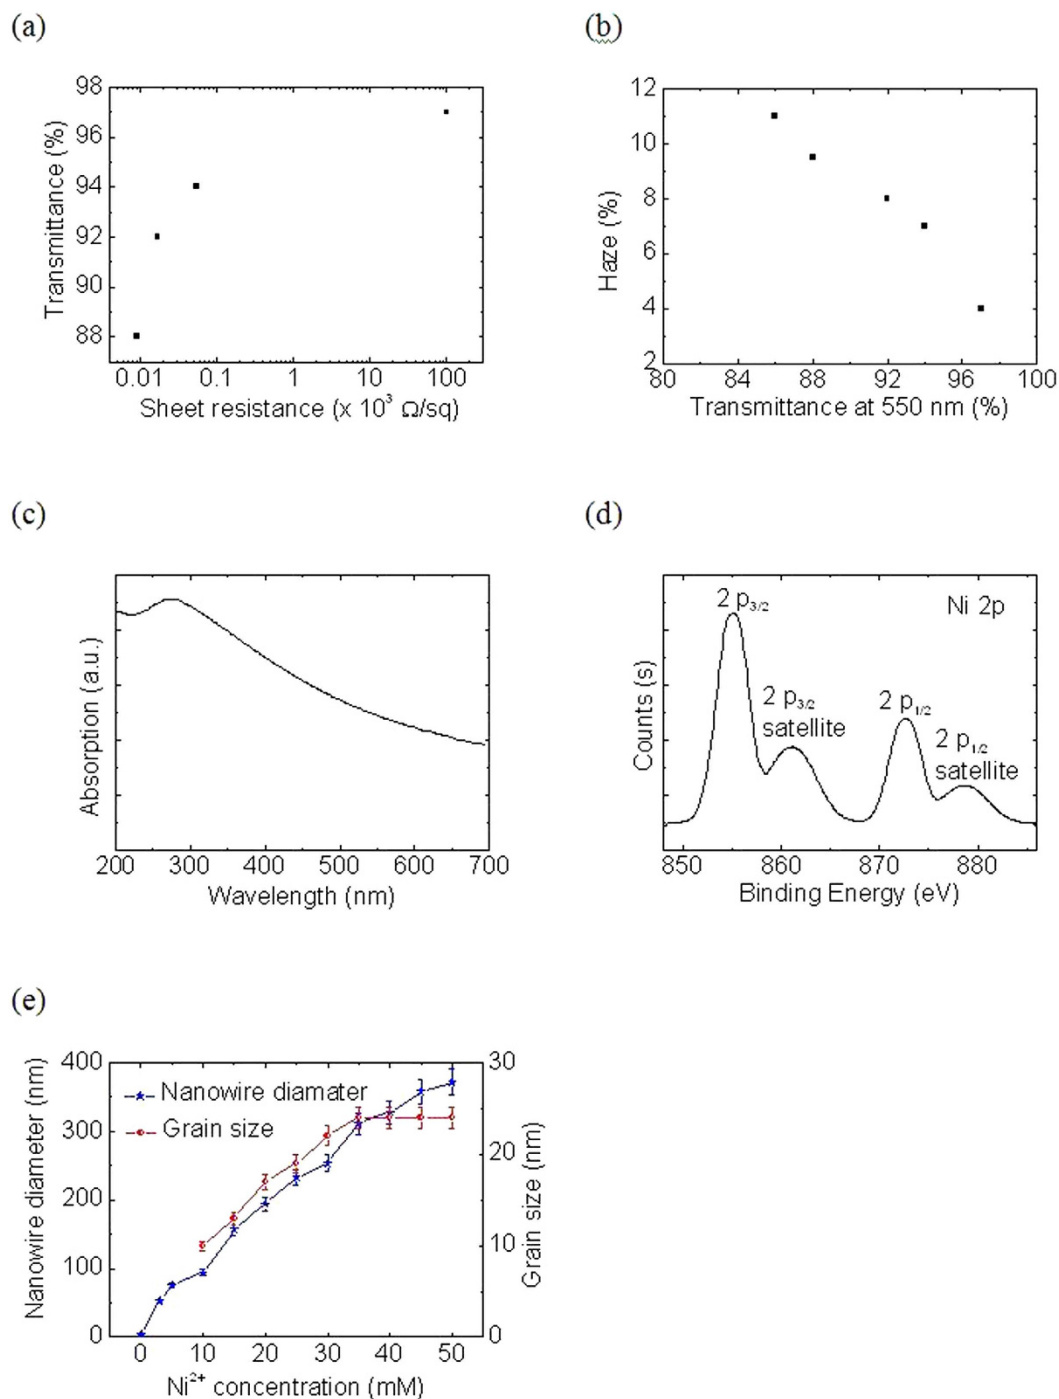 (a)
98
96
94
92
90
88
Transmittance (%)
0.01 0.1 1 10 100
Sheet resistance (x 10³ Ω/sq)
(b)
12
10
8
6
4
2
Haze (%)
80 84 88 92 96 100
Transmittance at 550 nm (%)
(c)
Absorption (a.u.)
200 300 400 500 600 700
Wavelength (nm)
(d)
Ni 2p
2 p3/2
2 p3/2
satellite
2 p1/2
2 p1/2
satellite
Counts (s)
850 860 870 880
Binding Energy (eV)
(e)
400
300
200
100
0
Nanowire diameter (nm)
Nanowire diamater
Grain size
30
20
10
0
Grain size (nm)
0 10 20 30 40 50
Ni²⁺ concentration (mM)